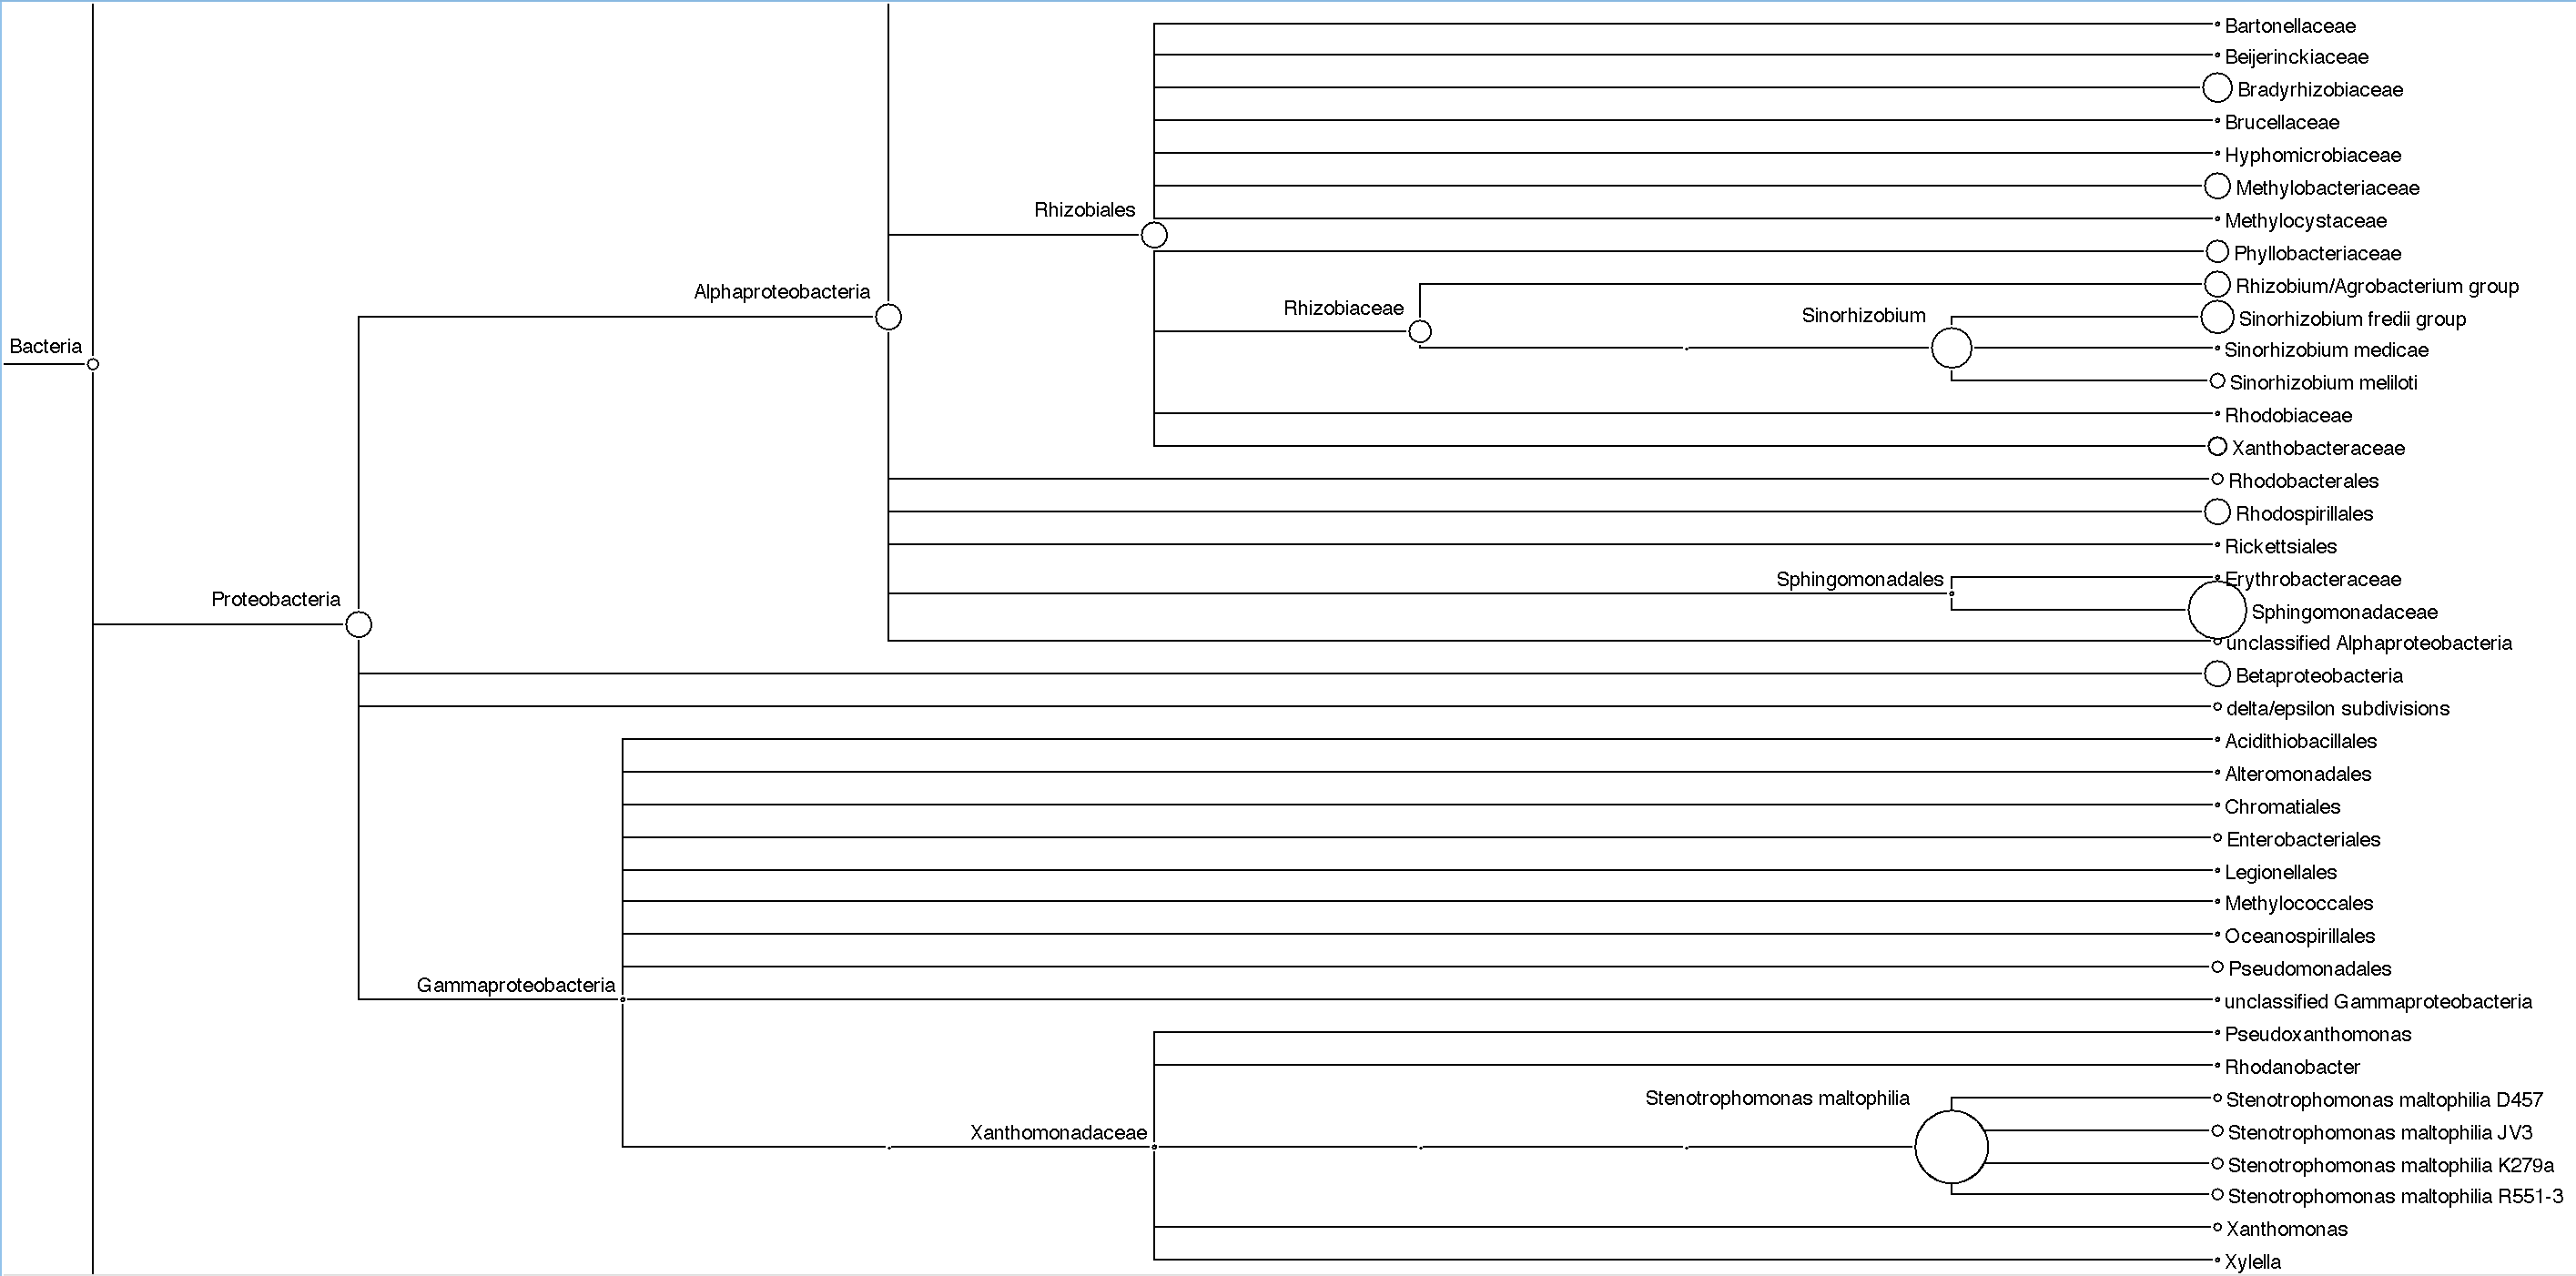 Bartonellaceae
Beijerinckiaceae
Bradyrhizobiaceae
Brucellaceae
Hyphomicrobiaceae
Methylobacteriaceae
Rhizobiales
Methylocystaceae
Phyllobacteriaceae
Alphaproteobacteria
Rhizobium/Agrobacterium group
Rhizobiaceae
Sinorhizobium
Sinorhizobium fredii group
Bacteria
Sinorhizobium medicae
Sinorhizobium meliloti
Rhodobiaceae
Xanthobacteraceae
Rhodobacterales
Rhodospirillales
Rickettsiales
Sphingomonadales
Erythrobacteraceae
Proteobacteria
Sphingomonadaceae
unclassified Alphaproteobacteria
Betaproteobacteria
delta/epsilon subdivisions
Acidithiobacillales
Alteromonadales
Chromatiales
Enterobacteriales
Legionellales
Methylococcales
Oceanospirillales
Pseudomonadales
Gammaproteobacteria
unclassified Gammaproteobacteria
Pseudoxanthomonas
Rhodanobacter
Stenotrophomonas maltophilia
Stenotrophomonas maltophilia D457
Xanthomonadaceae
Stenotrophomonas maltophilia JV3
Stenotrophomonas maltophilia K279a
Stenotrophomonas maltophilia R551-3
Xanthomonas
Xylella